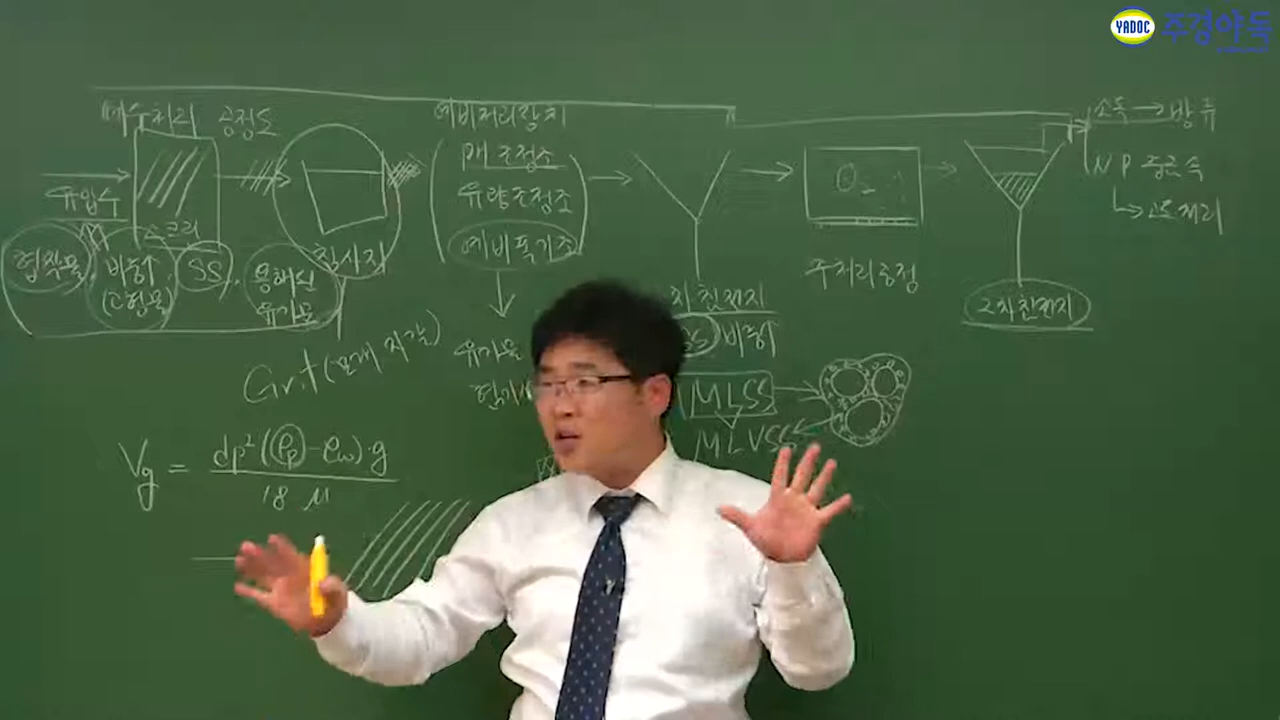 YADOC 주경야독
폐수처리 공정도
유입수
스크린
협잡물, 비중↑ (고형물) SS, 용해된 유기물
침사지
Grit (모래 자갈)
Vg = dp²(ρp-ρw)·g / 18 μ
예비처리장치
pH 조정조
유량조정조
예비폭기조
유기물
차 침전지
SS 비중↑
MLSS
MLVSS
O₂
주처리공정
2차 침전지
소독 → 방류
N P 중금속
고도처리